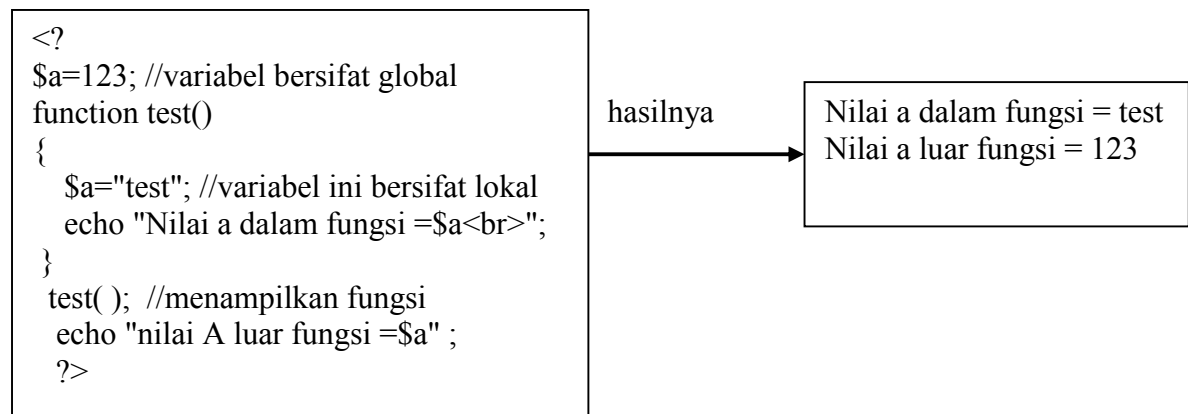 <?
$a=123; //variabel bersifat global
function test()
{
$a="test"; //variabel ini bersifat lokal
echo "Nilai a dalam fungsi =$a<br>";
}
test( );  //menampilkan fungsi
echo "nilai A luar fungsi =$a" ;
?>
hasilnya
Nilai a dalam fungsi = test
Nilai a luar fungsi = 123